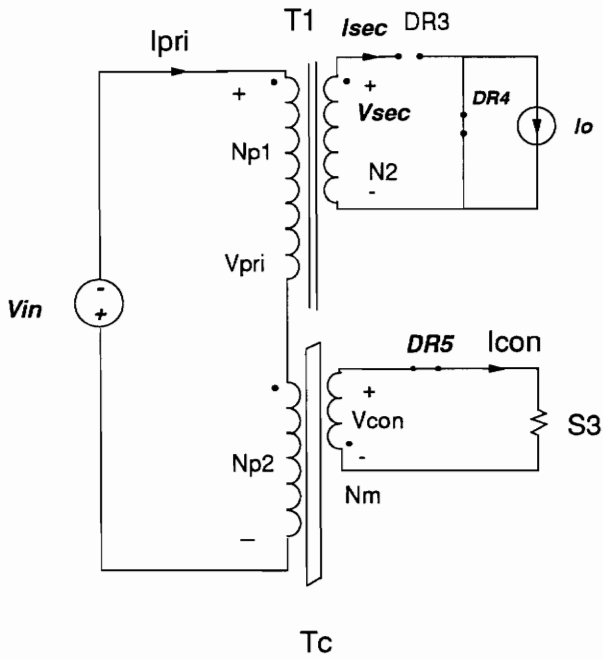 T1
Ipri
Isec
DR3
+
+
Vsec
DR4
Io
Np1
N2
-
Vpri
Vin
-
+
DR5
Icon
+
Vcon
S3
-
Np2
Nm
–
Tc